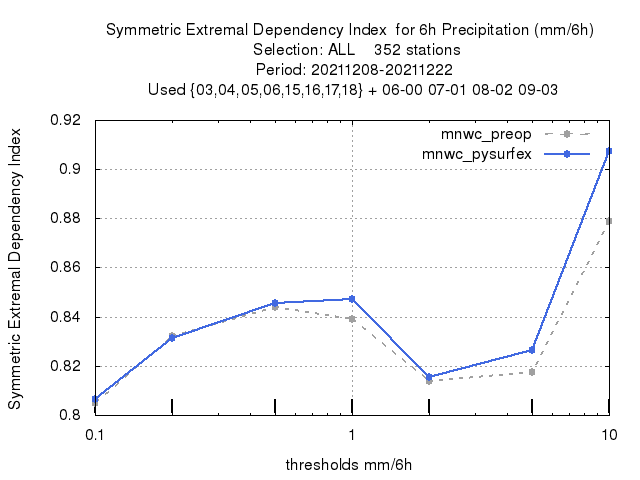 Symmetric Extremal Dependency Index  for 6h Precipitation (mm/6h)
Selection: ALL    352 stations
Period: 20211208-20211222
Used {03,04,05,06,15,16,17,18} + 06-00 07-01 08-02 09-03
Symmetric Extremal Dependency Index
0.92
0.9
0.88
0.86
0.84
0.82
0.8
mnwc_preop
mnwc_pysurfex
0.1
1
10
thresholds mm/6h